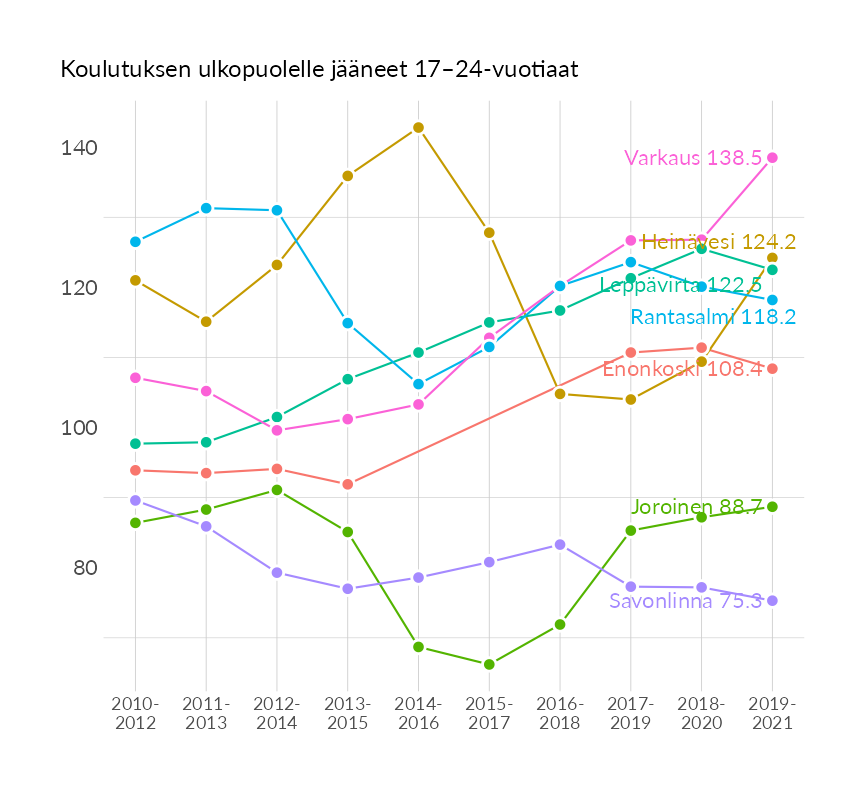 Koulutuksen ulkopuolelle jääneet 17–24-vuotiaat
140
120
100
80
Varkaus 138.5
Heinävesi 124.2
Leppävirta 122.5
Rantasalmi 118.2
Enonkoski 108.4
Joroinen 88.7
Savonlinna 75.3
2010- 2011- 2012- 2013- 2014- 2015- 2016- 2017- 2018- 2019-
2012 2013 2014 2015 2016 2017 2018 2019 2020 2021